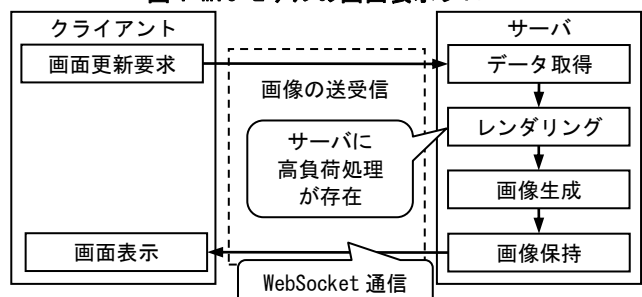 クライアント
サーバ
画面更新要求
データ取得
画像の送受信
レンダリング
サーバに
高負荷処理
が存在
画像生成
画面表示
画像保持
WebSocket 通信